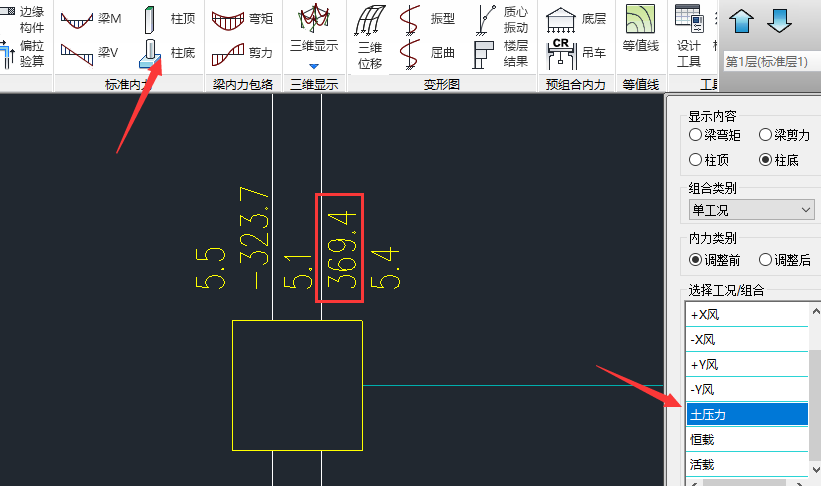 边缘
构件
偏拉
验算
梁M
梁V
柱顶
柱底
标准内力
弯矩
剪力
梁内力包络
三维显示
三维显示
三维
位移
振型
屈曲
质心
振动
楼层
结果
变形图
底层
CR
吊车
预组合内力
等值线
等值线
设计
工具
工具
第1层(标准层1)
显示内容
梁弯矩
梁剪力
柱顶
柱底
组合类别
单工况
内力类别
调整前
调整后
选择工况/组合
+X风
-X风
+Y风
-Y风
土压力
恒载
活载
5.5
-323.7
5.1
369.4
5.4